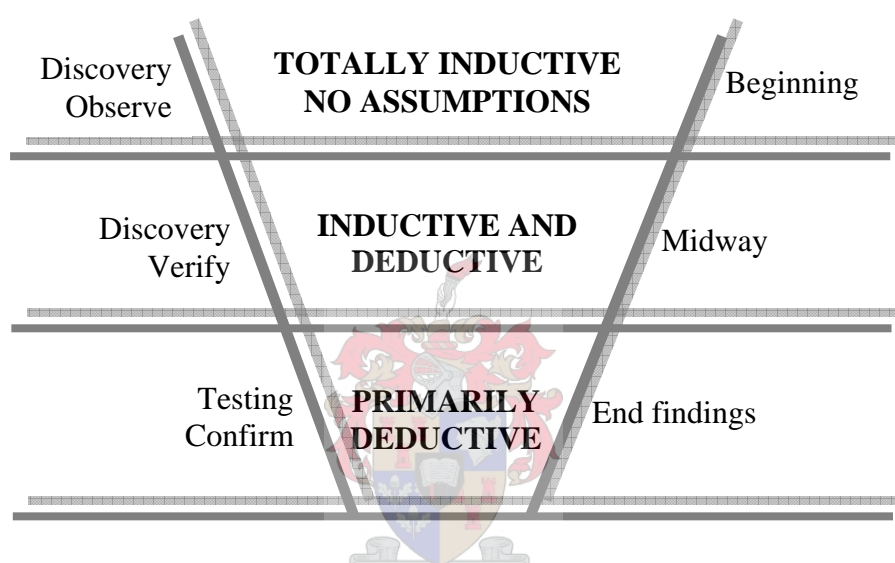 Discovery
Observe
TOTALLY INDUCTIVE
NO ASSUMPTIONS
Beginning
Discovery
Verify
INDUCTIVE AND
DEDUCTIVE
Midway
Testing
Confirm
PRIMARILY
DEDUCTIVE
End findings